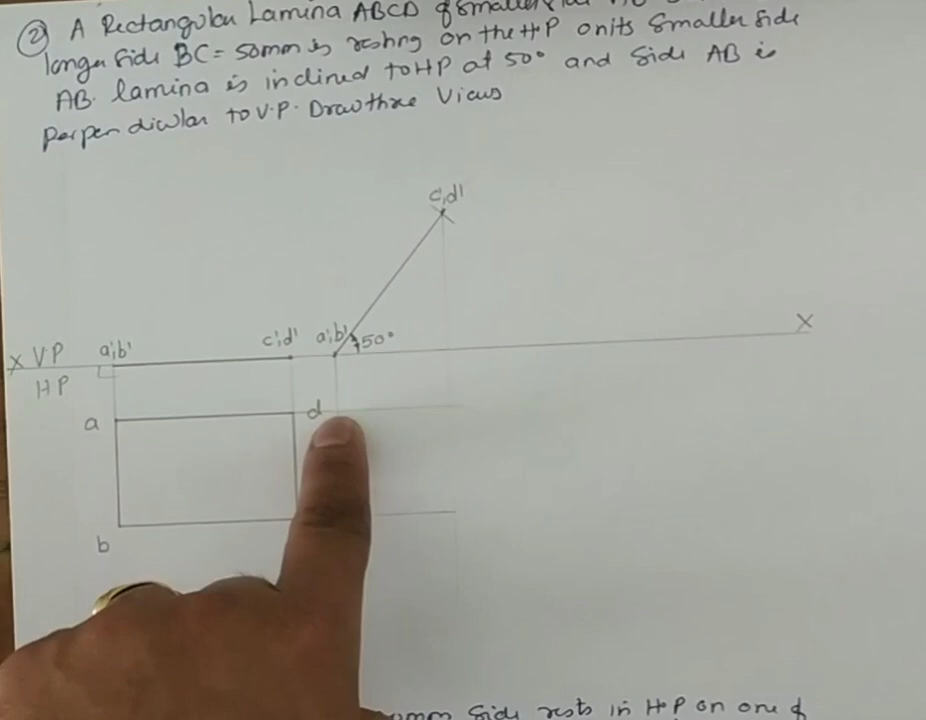 ② A Rectangular Lamina ABCD of smaller
longer side BC = 50mm is resting on the H.P on its smaller side
AB. lamina is inclined to HP at 50° and side AB is
perpendicular to V.P. Draw three Views
c',d'
X VP a',b' c',d' a',b' 50° X
HP
a d
b
side rests in H.P on one of